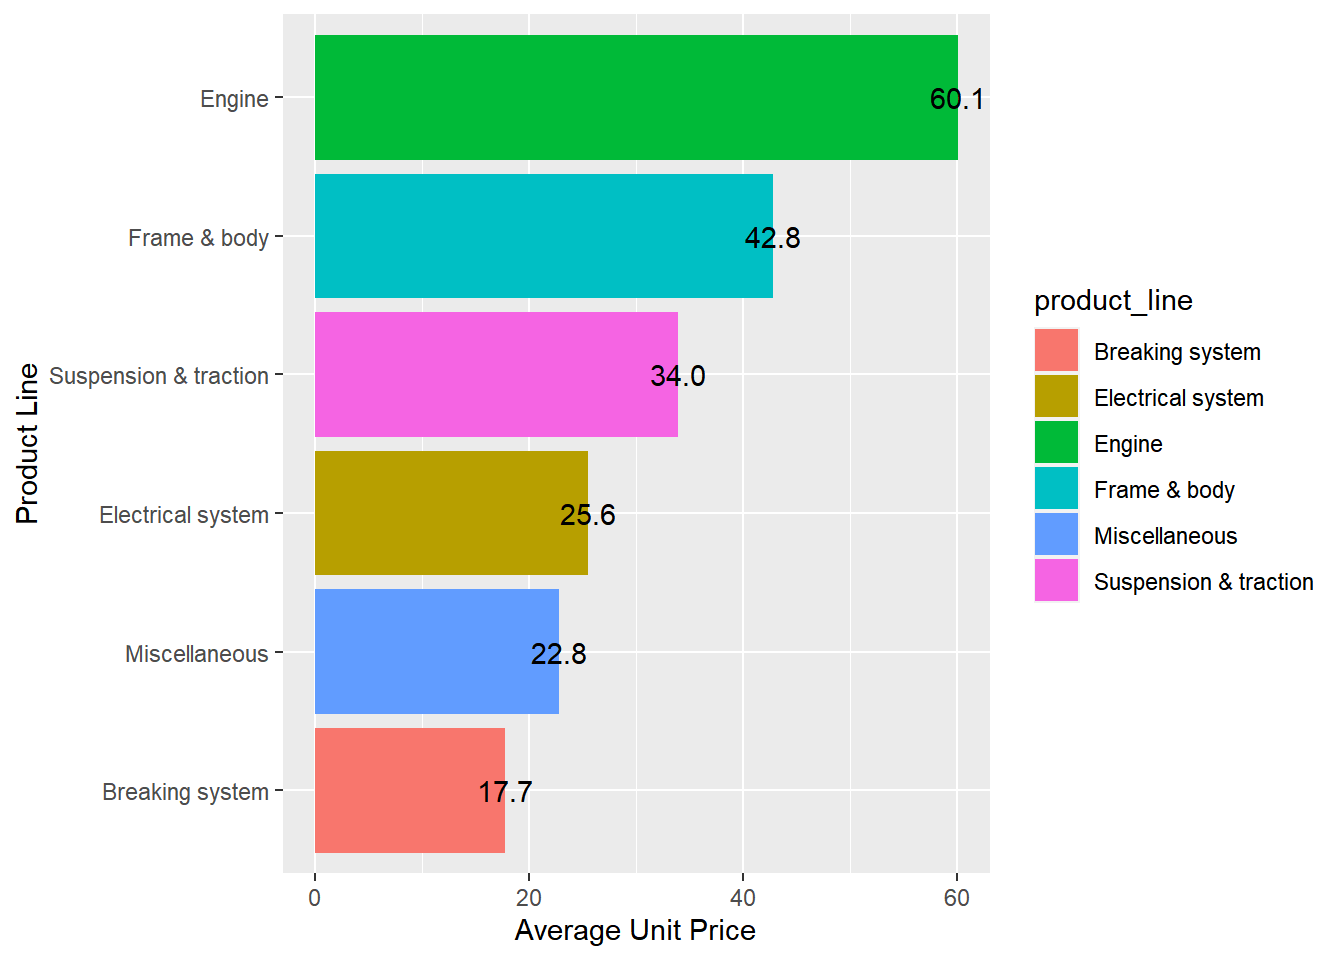 Engine
60.1
Frame & body
42.8
Suspension & traction
34.0
Electrical system
25.6
Miscellaneous
22.8
Breaking system
17.7
0
20
40
60
Average Unit Price
Product Line
product_line
Breaking system
Electrical system
Engine
Frame & body
Miscellaneous
Suspension & traction